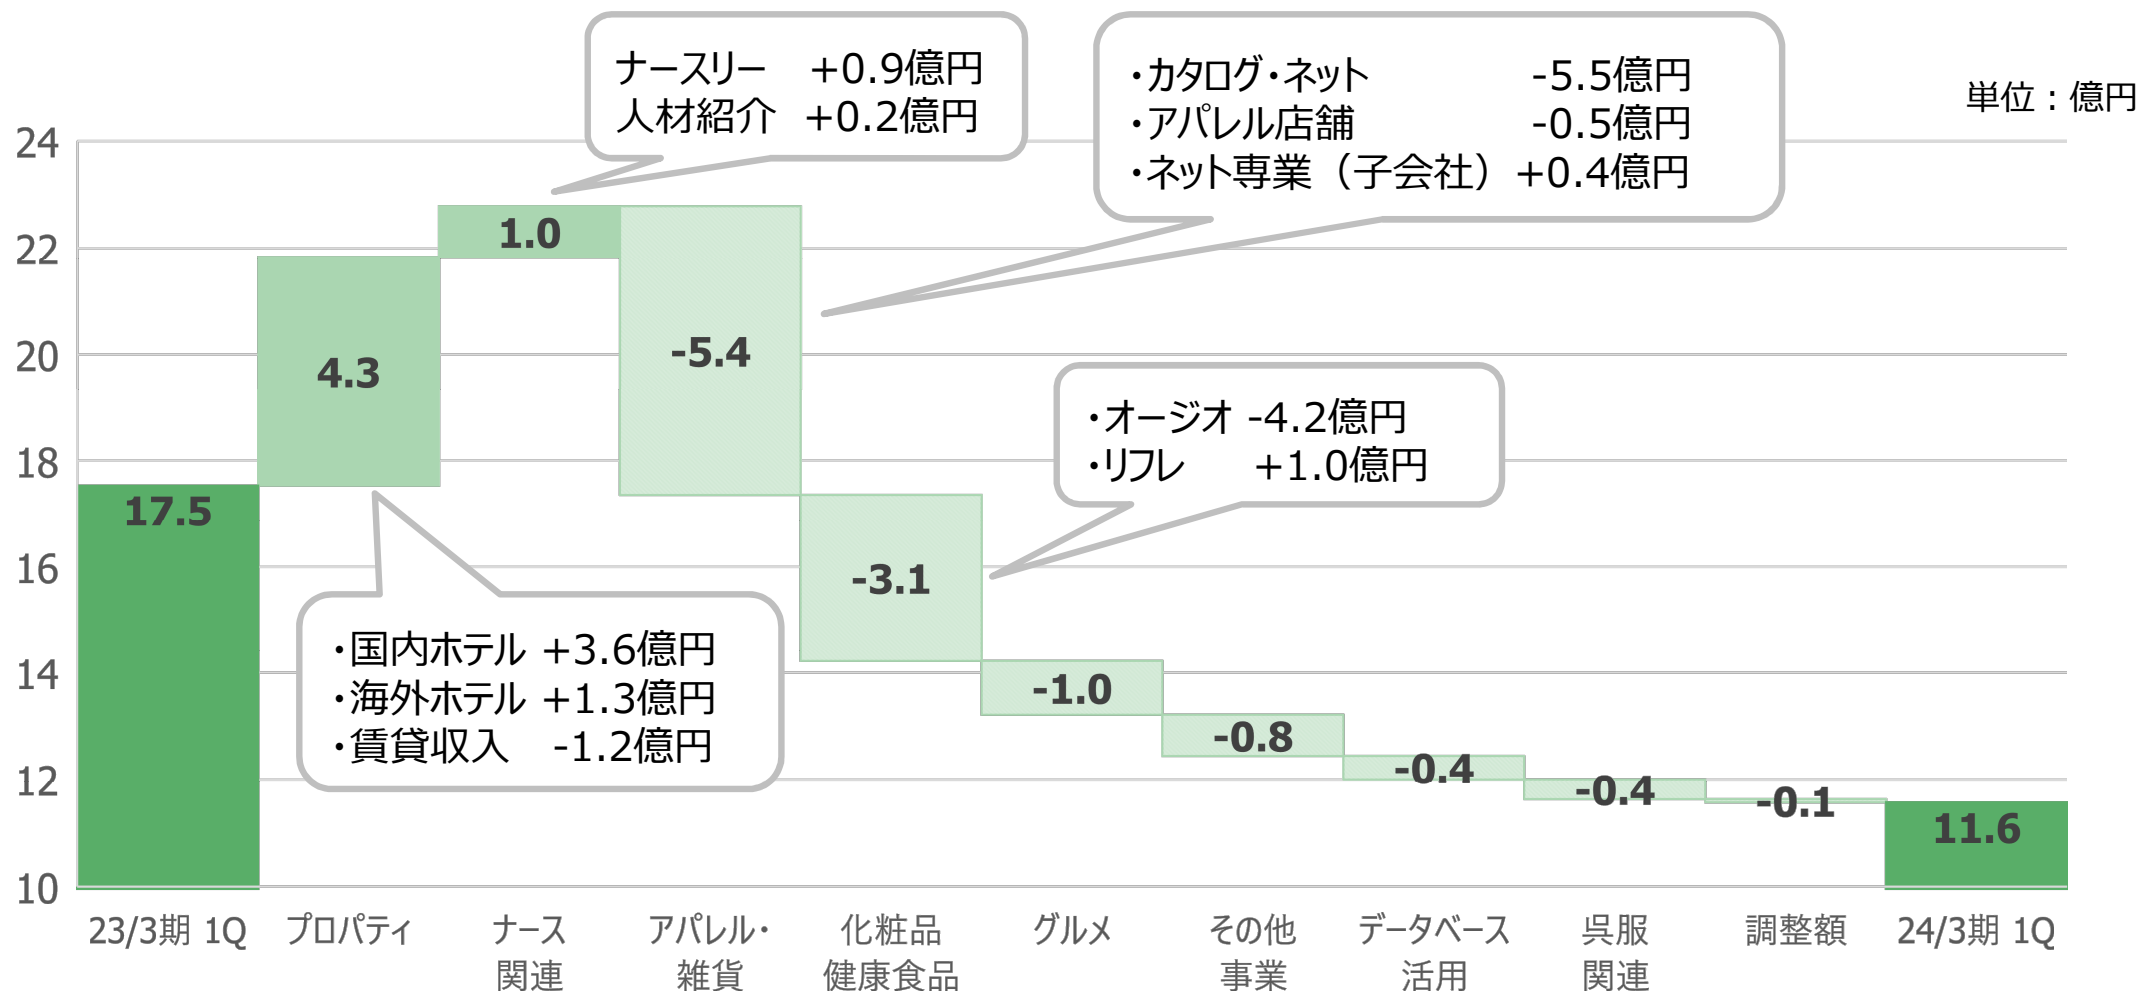 ナースリー +0.9億円
人材紹介 +0.2億円
・カタログ・ネット -5.5億円
・アパレル店舗 -0.5億円
・ネット専業（子会社）+0.4億円
単位：億円
24
22
20
18
16
14
12
10
17.5
4.3
1.0
-5.4
-3.1
-1.0
-0.8
-0.4
-0.4
-0.1
11.6
・オージオ -4.2億円
・リフレ +1.0億円
・国内ホテル +3.6億円
・海外ホテル +1.3億円
・賃貸収入 -1.2億円
23/3期 1Q
プロパティ
ナース
関連
アパレル・
雑貨
化粧品
健康食品
グルメ
その他
事業
データベース
活用
呉服
関連
調整額
24/3期 1Q